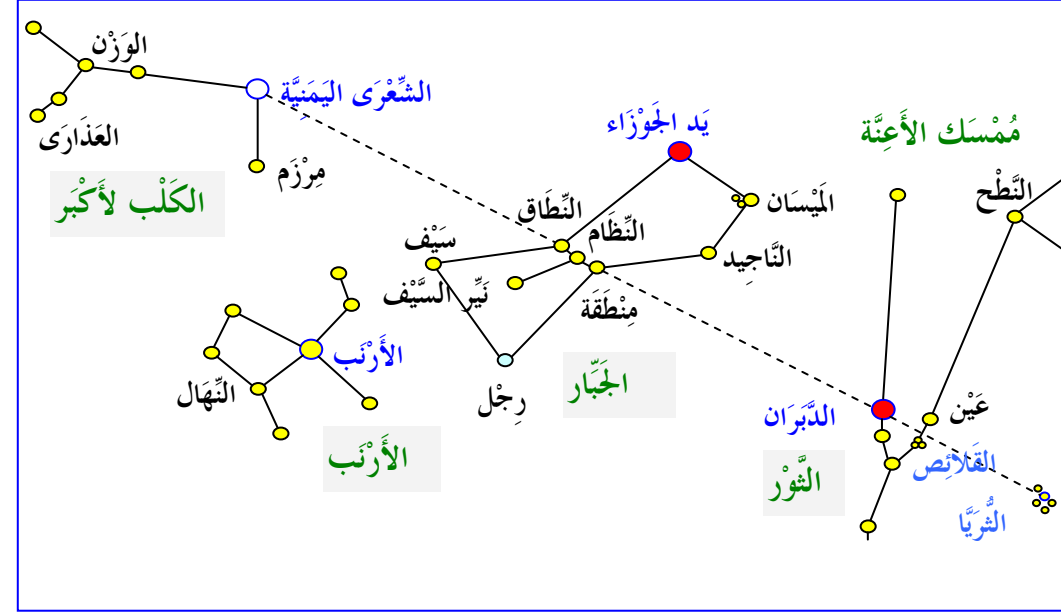 الوَزْن
الشِّعْرَى اليَمَنِيَّة
العَذَارَى
مِرْزَم
الكَلْب لأَكْبَر
يَد الجَوْزَاء
مُمْسَك الأَعِنَّة
النَّطْح
المَيْسَان
النِّطَاق
النِّظَام
سَيْف
النَّاجِيد
نَيِّر السَّيْف
مِنْطَقَة
الأَرْنَب
الجَبّار
النِّهَال
رِجْل
الدَّبَرَان
عَيْن
الأَرْنَب
الثَّوْر
القَلائِص
الثُّرَيَّا